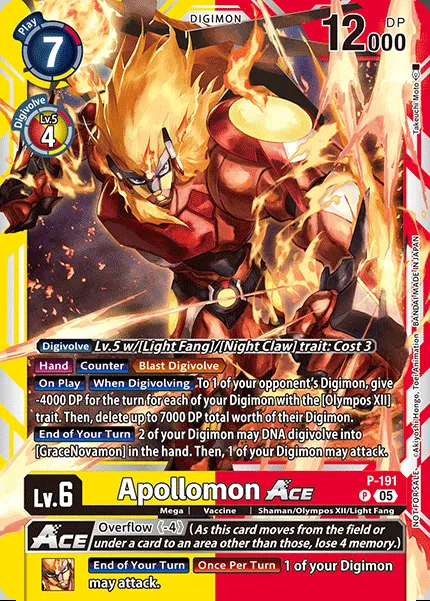 DIGIMON
Play
7
DP
12000
Digivolve
Lv.5
4
Takeuchi Moto
Digivolve Lv.5 w/[Light Fang]/[Night Claw] trait: Cost 3
Hand Counter Blast Digivolve
On Play When Digivolving To 1 of your opponent's Digimon, give
-4000 DP for the turn for each of your Digimon with the [Olympos XII]
trait. Then, delete up to 7000 DP total worth of their Digimon.
End of Your Turn 2 of your Digimon may DNA digivolve into
[GraceNovamon] in the hand. Then, 1 of your Digimon may attack.
P-191
Lv.6
Apollomon ACE
P 05
Mega | Vaccine | Shaman/Olympos XII/Light Fang
ACE Overflow《-4》(As this card moves from the field or
under a card to an area other than those, lose 4 memory.)
End of Your Turn Once Per Turn 1 of your Digimon
may attack.
NOT FOR SALE ©Akiyoshi Hongo, Toei Animation BANDAI MADE IN JAPAN